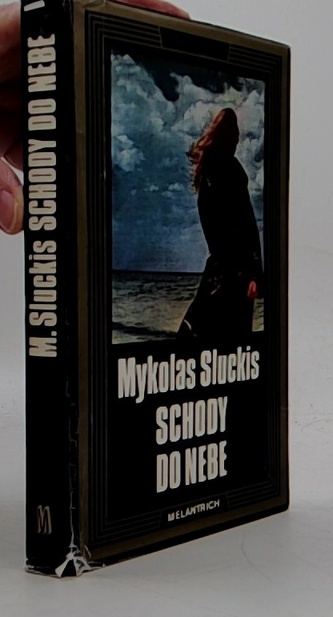 M. Sluckis SCHODY DO NEBE
M
Mykolas Sluckis
SCHODY
DO NEBE
MELANTRICH